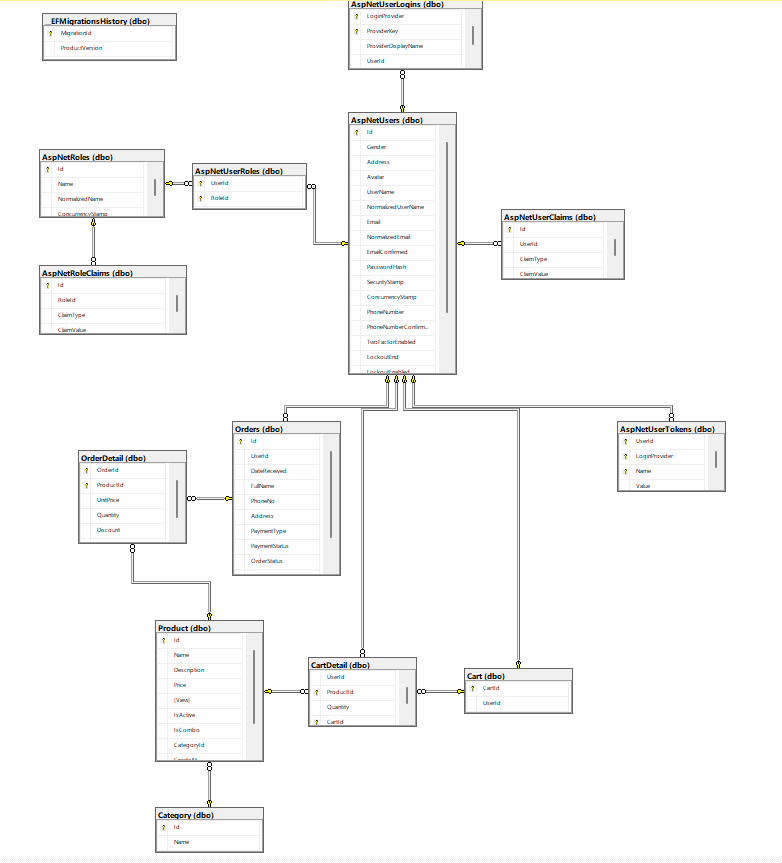 __EFMigrationsHistory (dbo)
MigrationId
ProductVersion
AspNetUserLogins (dbo)
LoginProvider
ProviderKey
ProviderDisplayName
UserId
AspNetUsers (dbo)
Id
Gender
Address
Avatar
UserName
NormalizedUserName
Email
NormalizedEmail
EmailConfirmed
PasswordHash
SecurityStamp
ConcurrencyStamp
PhoneNumber
PhoneNumberConfirm...
TwoFactorEnabled
LockoutEnd
LockoutEnabled
AspNetRoles (dbo)
Id
Name
NormalizedName
ConcurrencyStamp
AspNetUserRoles (dbo)
UserId
RoleId
AspNetUserClaims (dbo)
Id
UserId
ClaimType
ClaimValue
AspNetRoleClaims (dbo)
Id
RoleId
ClaimType
ClaimValue
Orders (dbo)
Id
UserId
DateReceived
FullName
PhoneNo
Address
PaymentType
PaymentStatus
OrderStatus
AspNetUserTokens (dbo)
UserId
LoginProvider
Name
Value
OrderDetail (dbo)
OrderId
ProductId
UnitPrice
Quantity
Discount
Product (dbo)
Id
Name
Description
Price
[View]
IsActive
IsCombo
CategoryId
CartDetail (dbo)
UserId
ProductId
Quantity
CartId
Cart (dbo)
CartId
UserId
Category (dbo)
Id
Name